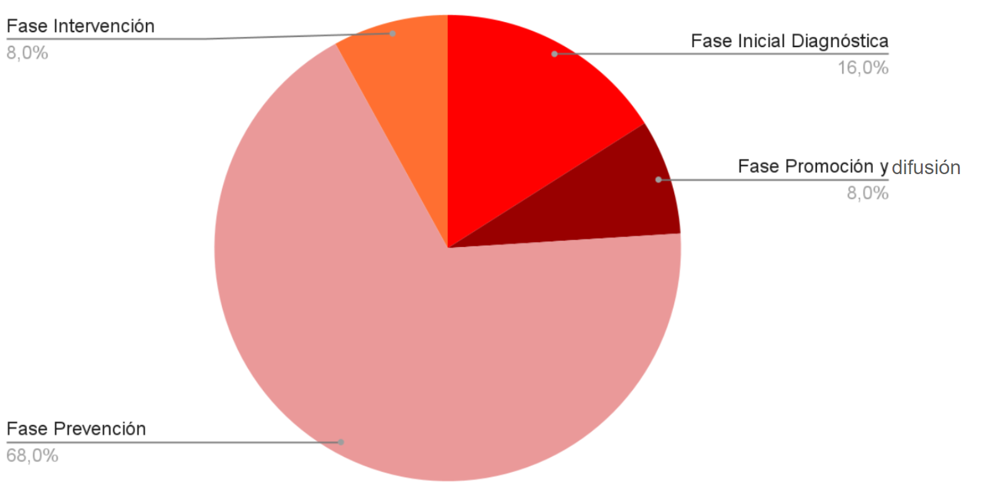 Fase Intervención
8,0%
Fase Inicial Diagnóstica
16,0%
Fase Promoción y difusión
8,0%
Fase Prevención
68,0%